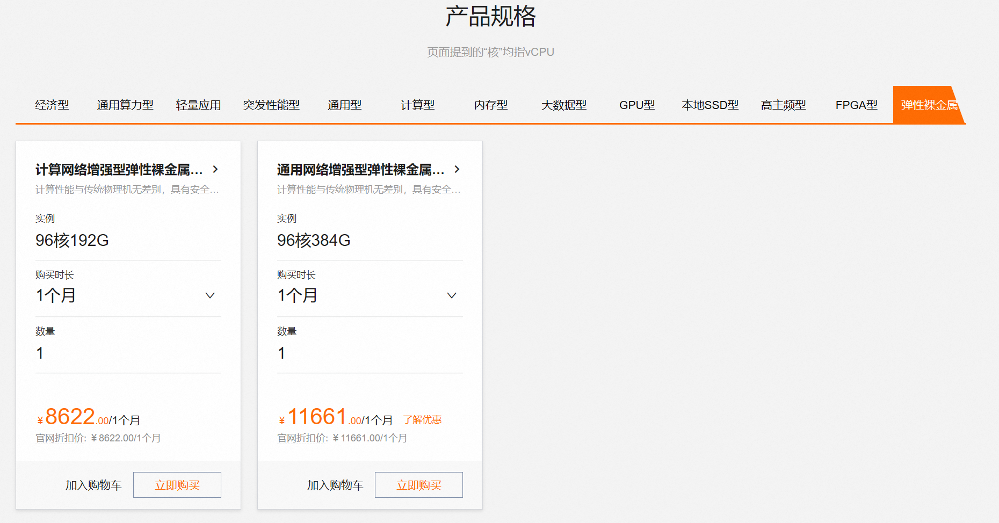 产品规格
页面提到的“核”均指vCPU
经济型 通用算力型 轻量应用 突发性能型 通用型 计算型 内存型 大数据型 GPU型 本地SSD型 高主频型 FPGA型 弹性裸金属
计算网络增强型弹性裸金属...
计算性能与传统物理机无差别，具有安全...
实例
96核192G
购买时长
1个月
数量
1
¥8622.00/1个月
官网折扣价: ¥8622.00/1个月
加入购物车 立即购买
通用网络增强型弹性裸金属...
计算性能与传统物理机无差别，具有安全...
实例
96核384G
购买时长
1个月
数量
1
¥11661.00/1个月 了解优惠
官网折扣价: ¥11661.00/1个月
加入购物车 立即购买